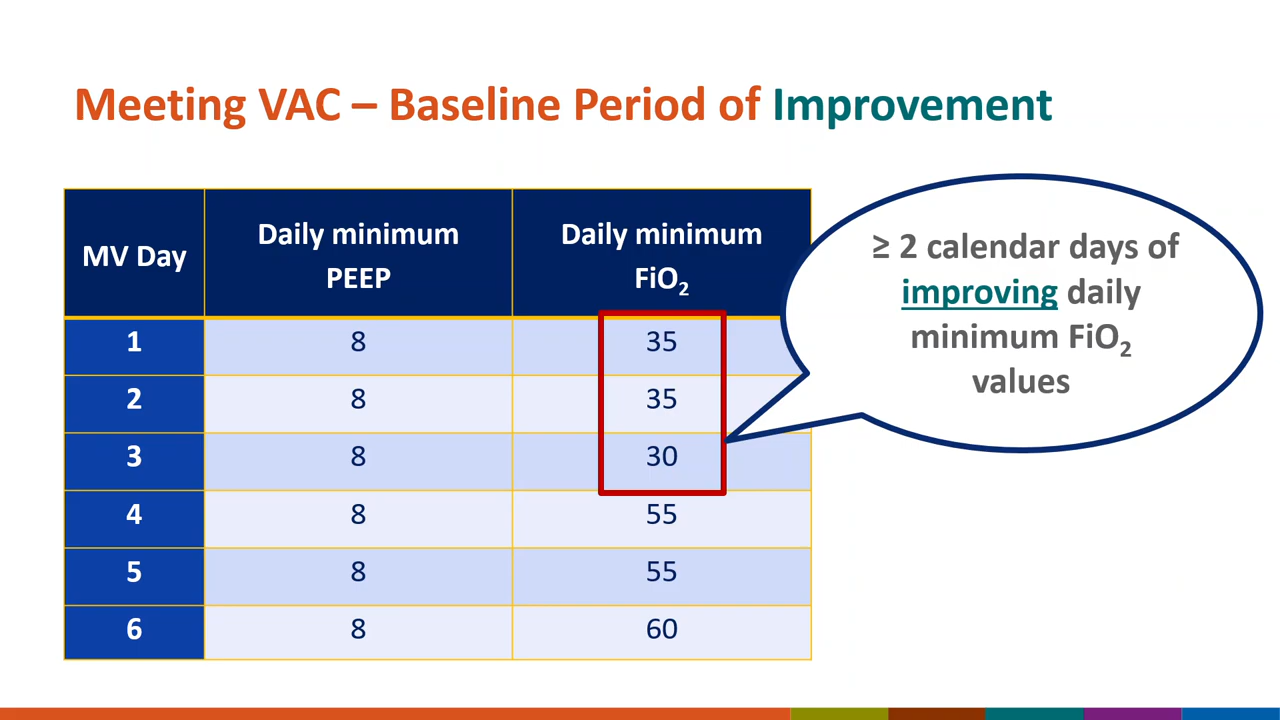 Meeting VAC – Baseline Period of Improvement
MV Day
Daily minimum
PEEP
Daily minimum
FiO₂
1 8 35
2 8 35
3 8 30
4 8 55
5 8 55
6 8 60
≥ 2 calendar days of
improving daily
minimum FiO₂
values